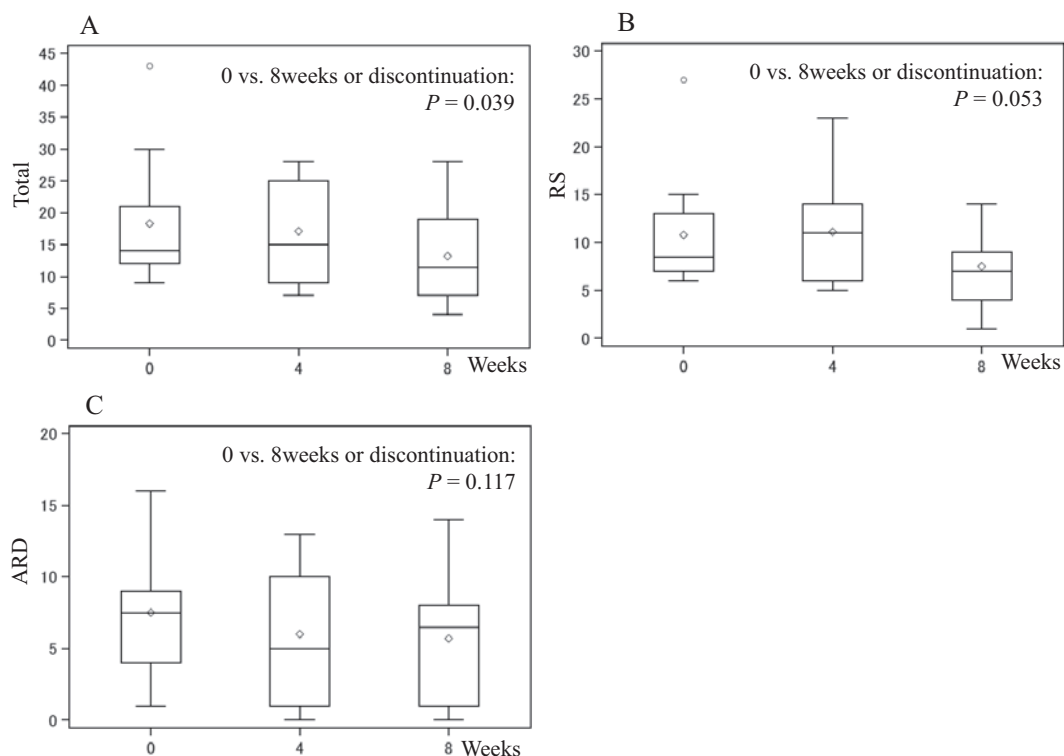 A
Total
45
40
35
30
25
20
15
10
5
0
0 vs. 8weeks or discontinuation:
P = 0.039
0
4
8
Weeks
B
RS
30
25
20
15
10
5
0
0 vs. 8weeks or discontinuation:
P = 0.053
0
4
8
Weeks
C
ARD
20
15
10
5
0
0 vs. 8weeks or discontinuation:
P = 0.117
0
4
8
Weeks